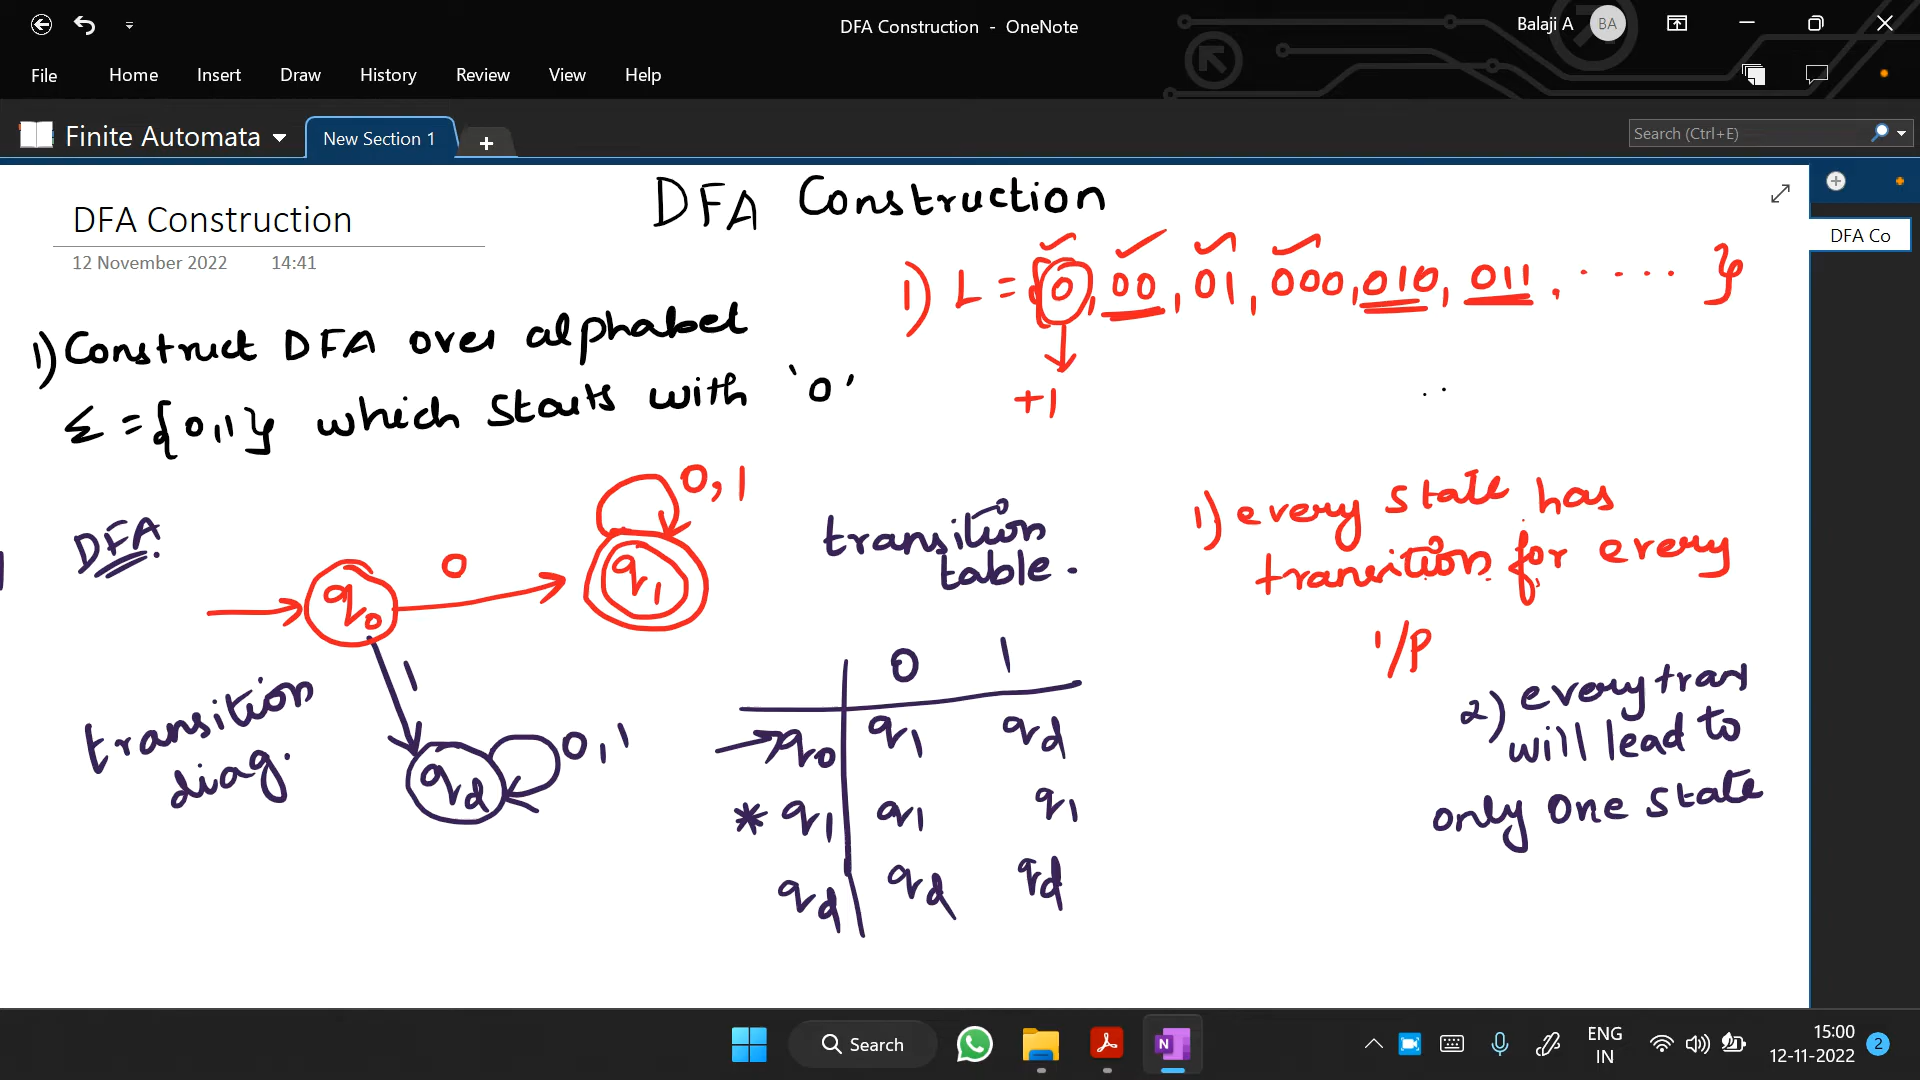 DFA Construction - OneNote
Balaji A
BA
File Home Insert Draw History Review View Help
Finite Automata
New Section 1
+
Search (Ctrl+E)
DFA Construction
12 November 2022 14:41
DFA Co
DFA Construction
1) L = {0, 00, 01, 000, 010, 011, ..... }
+1
1) Construct DFA over alphabet
Σ = {0,1} which starts with '0'
DFA.
q0
0
q1
0,1
1
qd
0,1
transition
diag.
transition
table.
0 1
→q0 q1 qd
*q1 q1 q1
qd qd qd
1) every state has
transition for every
i/p
2) every tran
will lead to
only one state
Search
ENG
IN
15:00
12-11-2022
2